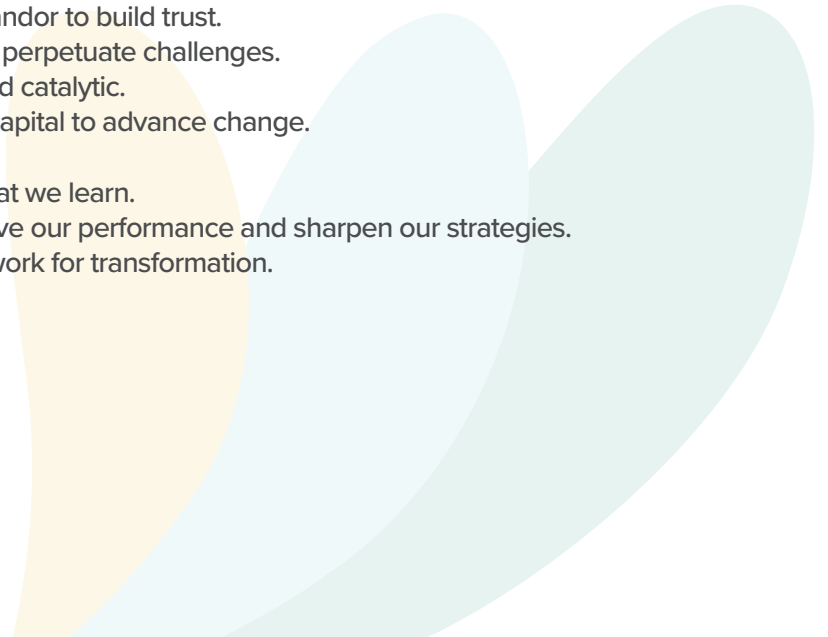 ndor to build trust.
perpetuate challenges.
d catalytic.
apital to advance change.
at we learn.
ve our performance and sharpen our strategies.
work for transformation.